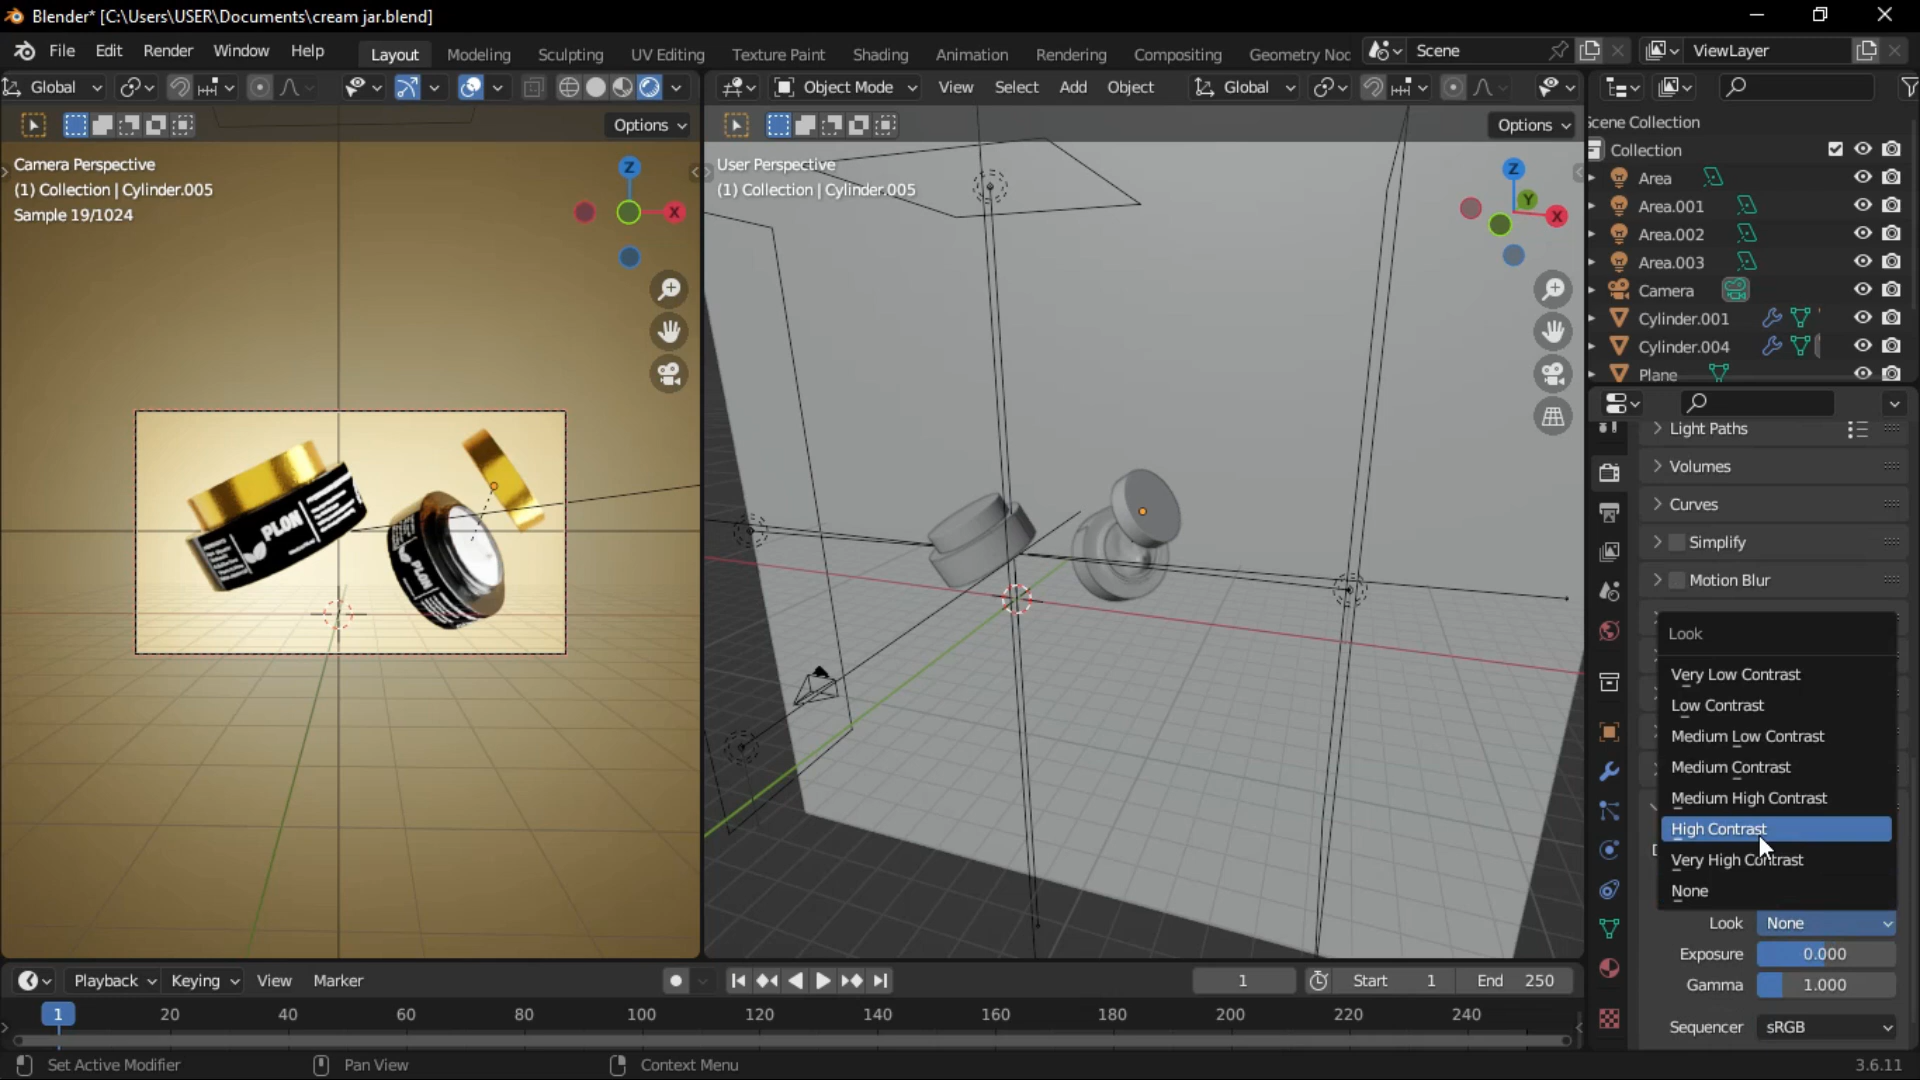 Blender* [C:\Users\USER\Documents\cream jar.blend]
File Edit Render Window Help Layout Modeling Sculpting UV Editing Texture Paint Shading Animation Rendering Compositing Geometry Noc Scene ViewLayer
Global Object Mode View Select Add Object Global
Options Options
Camera Perspective
(1) Collection | Cylinder.005
Sample 19/1024
Z
X
User Perspective
(1) Collection | Cylinder.005
Z
Y
X
PLON
PLON
Scene Collection
Collection
Area
Area.001
Area.002
Area.003
Camera
Cylinder.001
Cylinder.004
Plane
Light Paths
Volumes
Curves
Simplify
Motion Blur
Look
Very Low Contrast
Low Contrast
Medium Low Contrast
Medium Contrast
Medium High Contrast
High Contrast
Very High Contrast
None
Look None
Exposure 0.000
Gamma 1.000
Sequencer sRGB
Playback Keying View Marker 1 Start 1 End 250
1 20 40 60 80 100 120 140 160 180 200 220 240
Set Active Modifier Pan View Context Menu 3.6.11